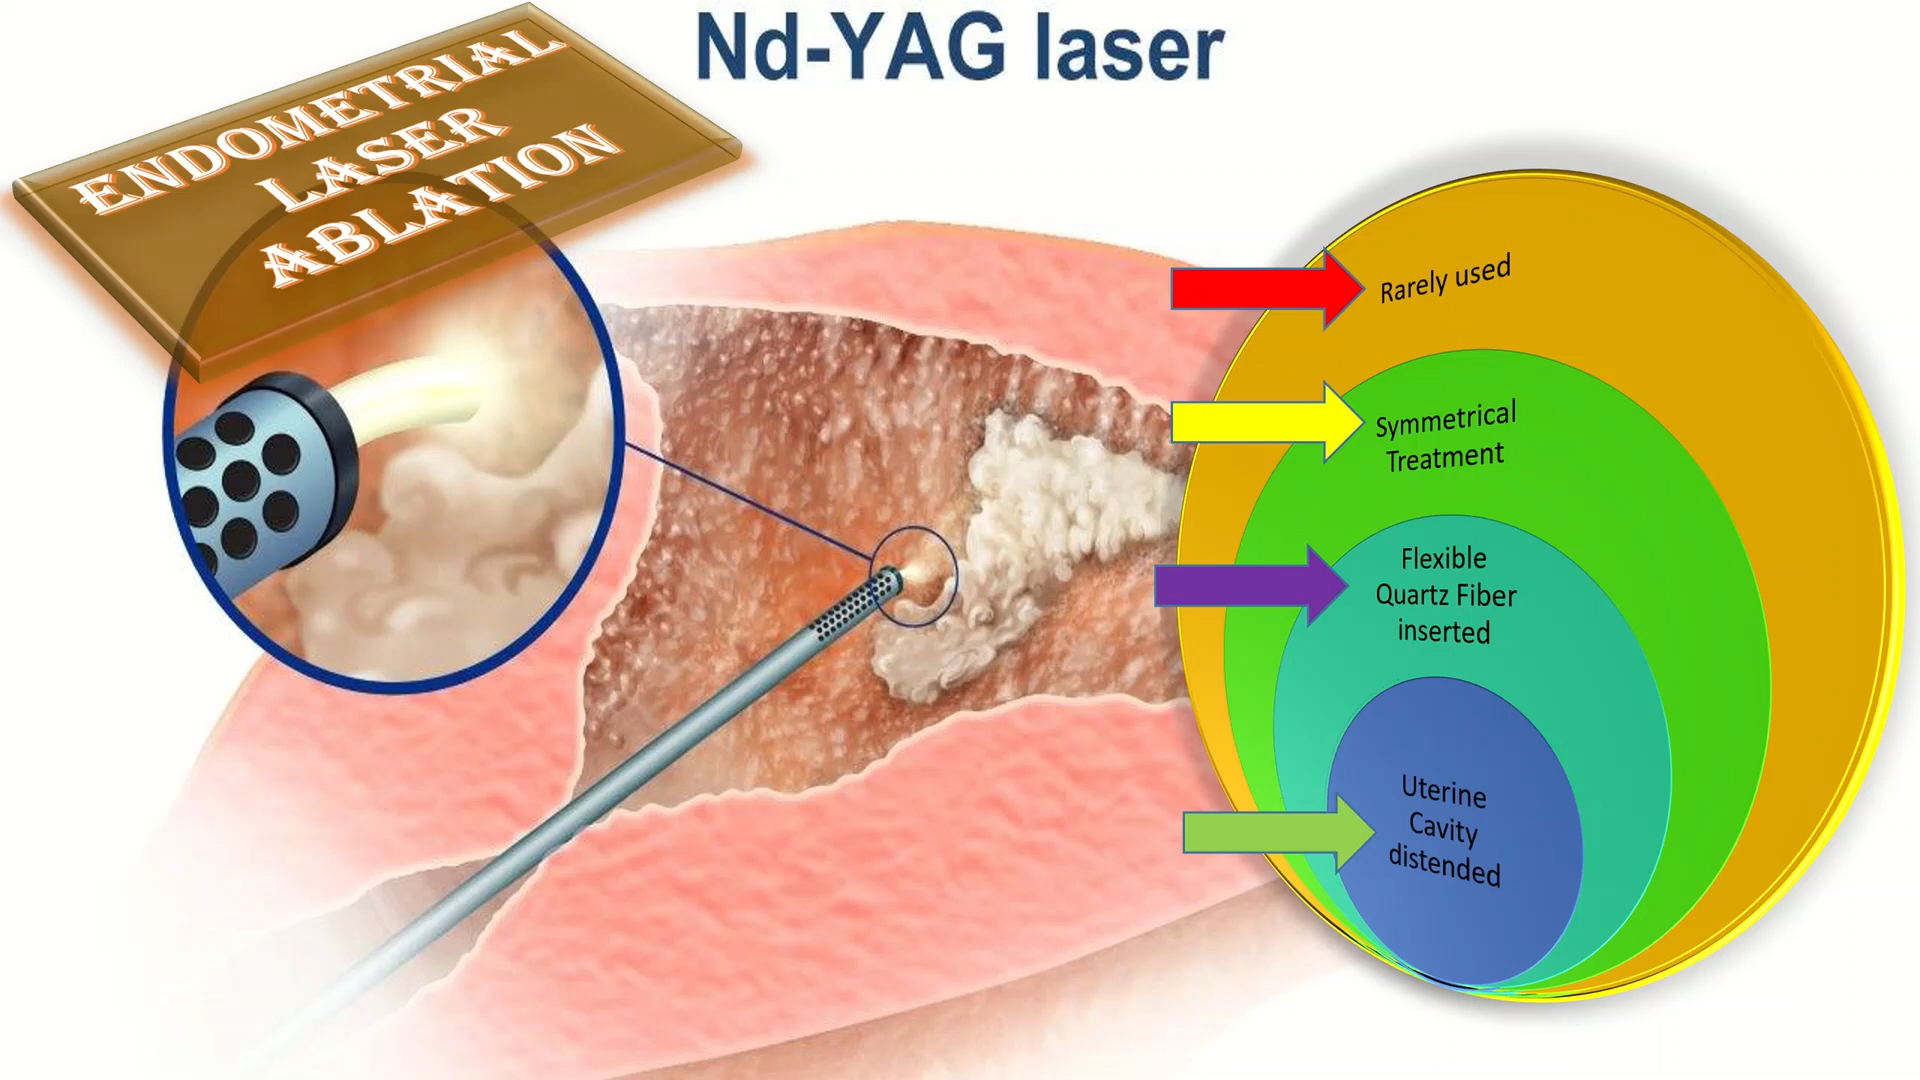 Nd-YAG laser
ENDOMETRIAL
LASER
ABLATION
Rarely used
Symmetrical
Treatment
Flexible
Quartz Fiber
inserted
Uterine
Cavity
distended